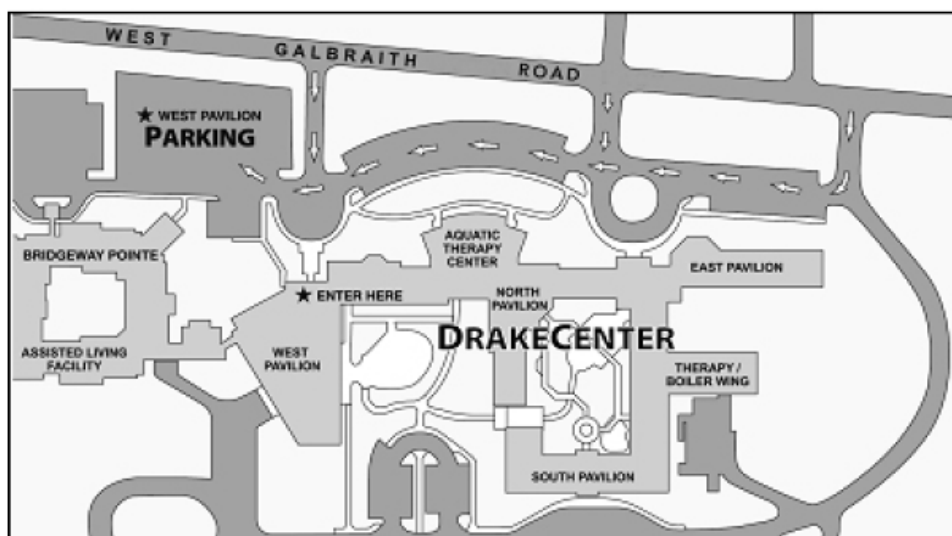 WEST GALBRAITH ROAD
★ WEST PAVILION
PARKING
BRIDGEWAY POINTE
AQUATIC
THERAPY
CENTER
EAST PAVILION
★ ENTER HERE
NORTH
PAVILION
DRAKECENTER
ASSISTED LIVING
FACILITY
WEST
PAVILION
THERAPY /
BOILER WING
SOUTH PAVILION